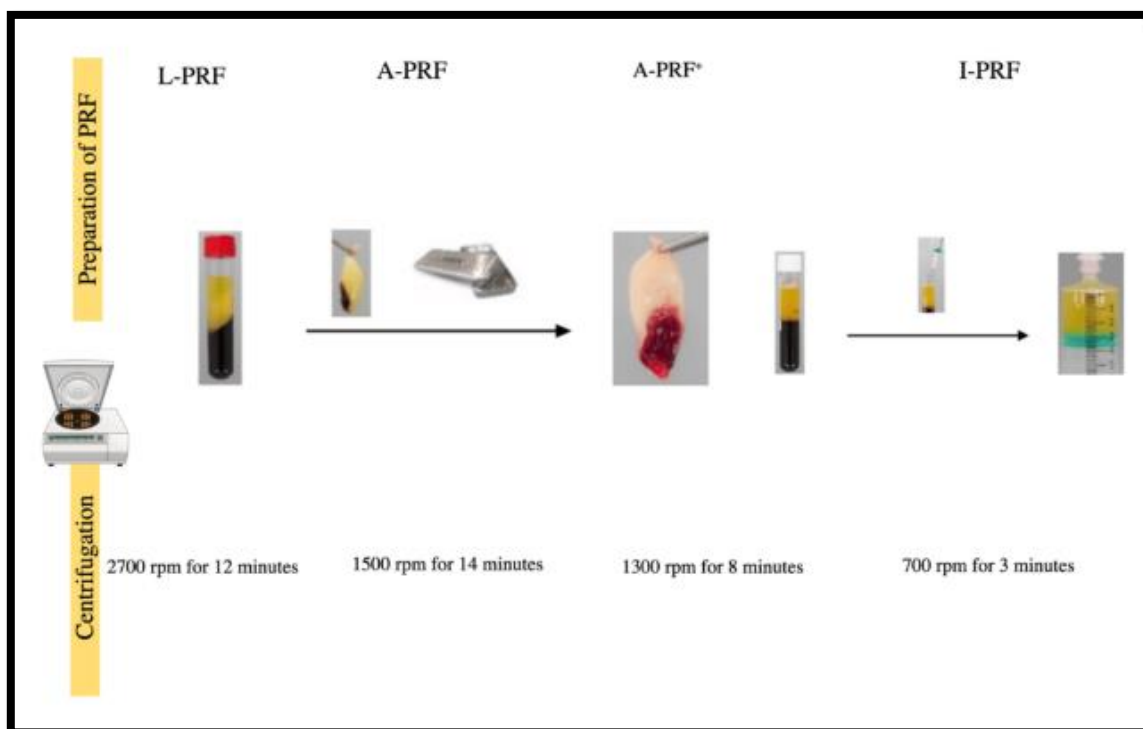 L-PRF
A-PRF
A-PRF+
I-PRF
Preparation of PRF
Centrifugation
2700 rpm for 12 minutes
1500 rpm for 14 minutes
1300 rpm for 8 minutes
700 rpm for 3 minutes